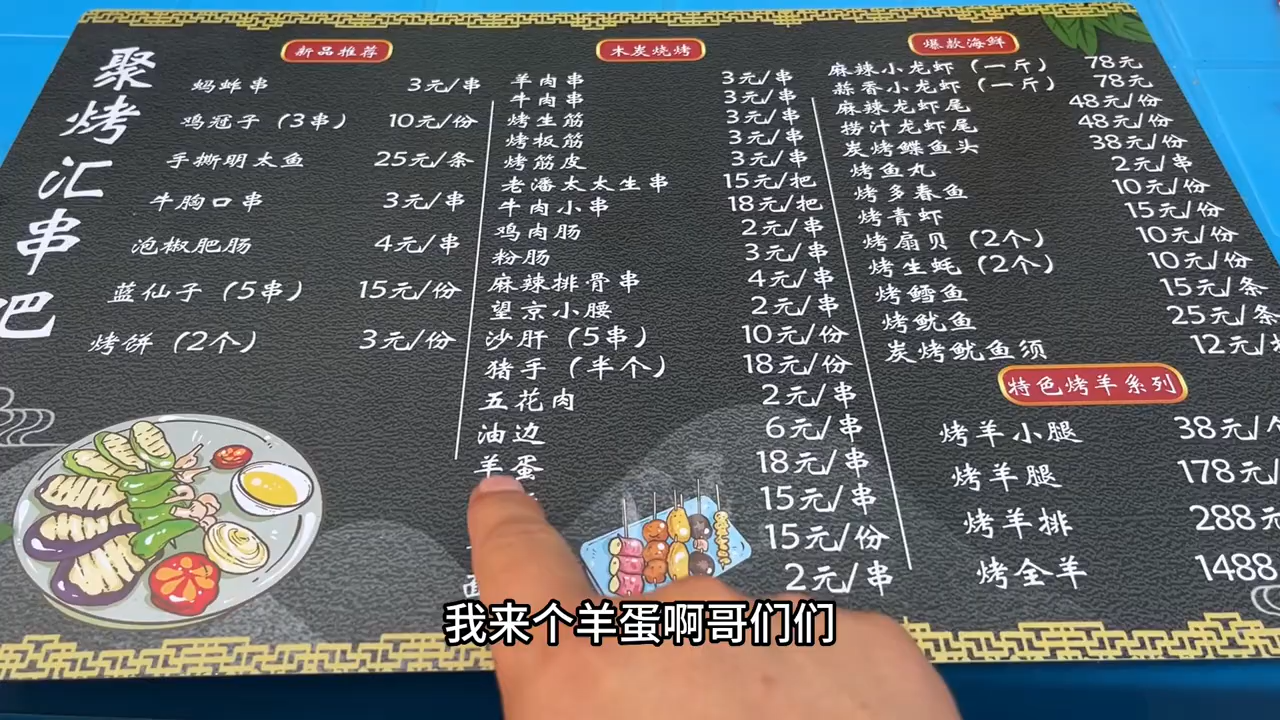 聚烤汇串吧
新品推荐
蚂蚱串 3元/串
鸡冠子（3串） 10元/份
手撕明太鱼 25元/条
牛胸口串 3元/串
泡椒肥肠 4元/串
蓝仙子（5串） 15元/份
烤饼（2个） 3元/份
木炭烧烤
羊肉串 3元/串
牛肉串 3元/串
烤生筋 3元/串
烤板筋 3元/串
烤筋皮 3元/串
老潘太太生串 15元/把
牛肉小串 18元/把
鸡肉肠 2元/串
粉肠 3元/串
麻辣排骨串 4元/串
望京小腰 2元/串
沙肝（5串） 10元/份
猪手（半个） 18元/份
五花肉 2元/串
油边 6元/串
羊蛋 18元/串
15元/串
15元/份
2元/串
爆款海鲜
麻辣小龙虾（一斤） 78元
蒜香小龙虾（一斤） 78元
麻辣龙虾尾 48元/份
捞汁龙虾尾 48元/份
炭烤鲽鱼头 38元/份
烤鱼丸 2元/串
烤多春鱼 10元/份
烤青虾 15元/份
烤扇贝（2个） 10元/份
烤生蚝（2个） 10元/份
烤鳕鱼 15元/条
烤鱿鱼 25元/条
炭烤鱿鱼须 12元/
特色烤羊系列
烤羊小腿 38元/个
烤羊腿 178元/
烤羊排 288元
烤全羊 1488
我来个羊蛋啊哥们们